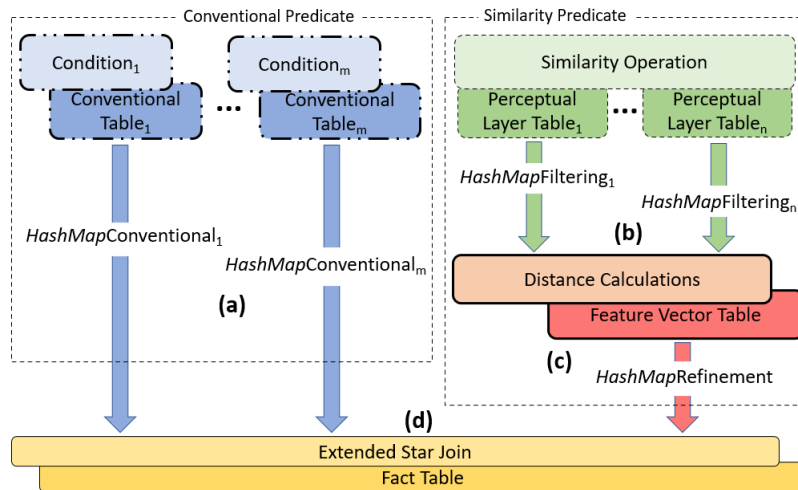 Conventional Predicate
Condition1
Conventional
Table1
...
Conditionm
Conventional
Tablem
HashMapConventional1
HashMapConventionalm
(a)
Similarity Predicate
Similarity Operation
Perceptual
Layer Table1
...
Perceptual
Layer Tablen
HashMapFiltering1
HashMapFilteringn
(b)
Distance Calculations
Feature Vector Table
(c)
HashMapRefinement
(d)
Extended Star Join
Fact Table